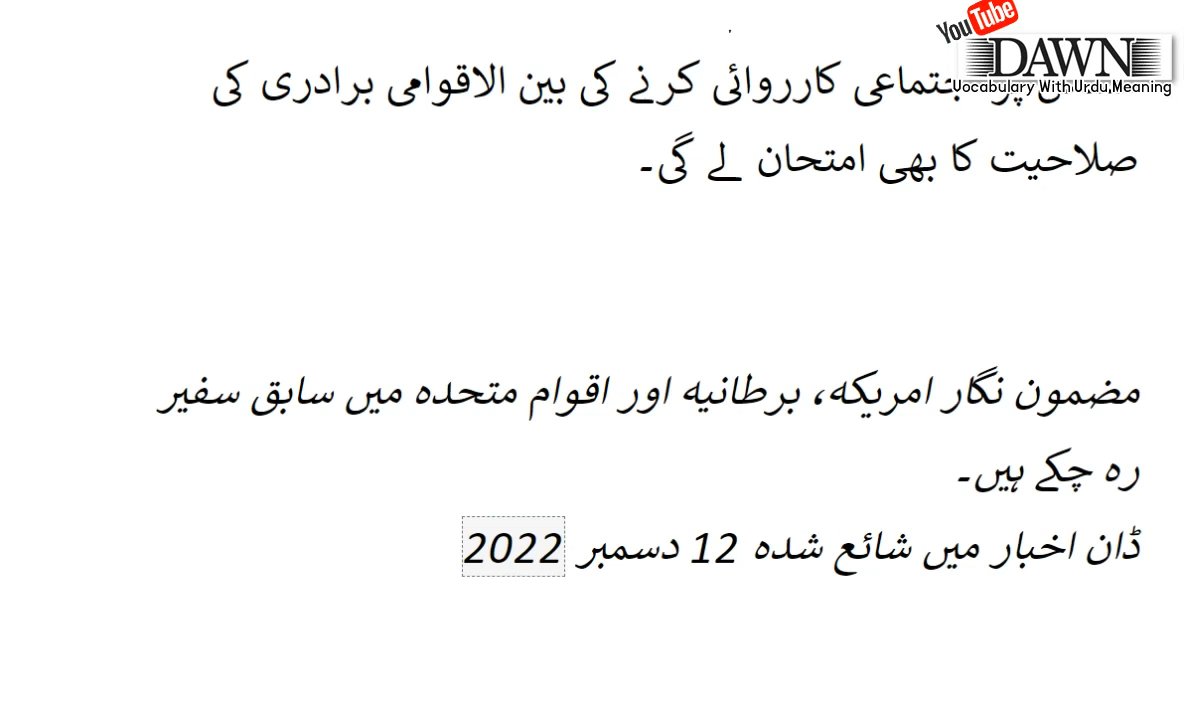 YouTube
DAWN
Vocabulary With Urdu Meaning
کارروائی کرنے کی بین الاقوامی برادری کی
صلاحیت کا بھی امتحان لے گی۔
مضمون نگار امریکہ، برطانیہ اور اقوام متحدہ میں سابق سفیر
رہ چکے ہیں۔
ڈان اخبار میں شائع شدہ 12 دسمبر 2022